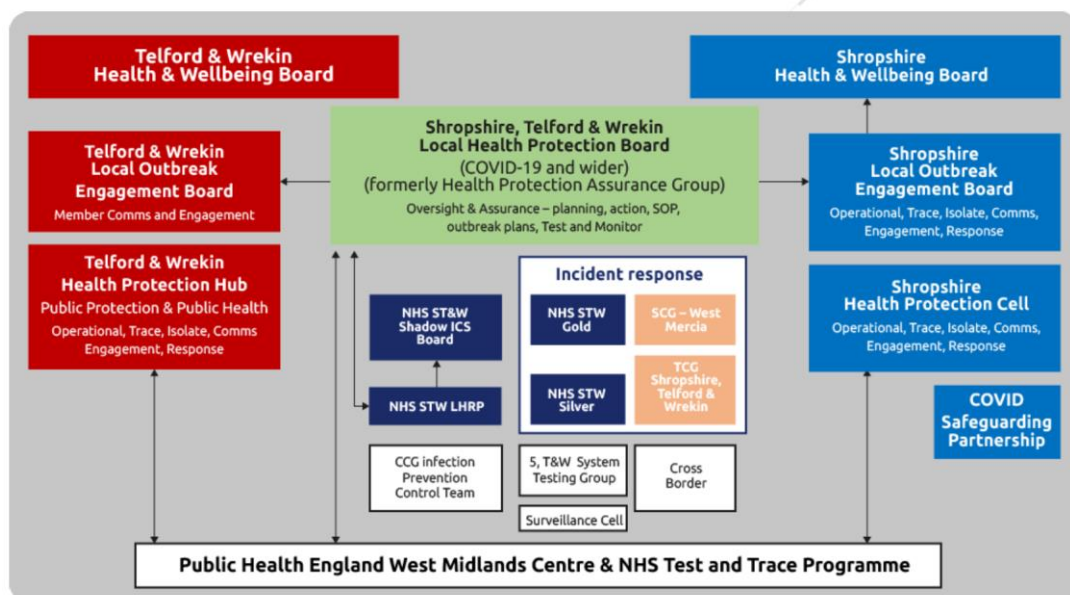 Telford & Wrekin
Health & Wellbeing Board
Shropshire
Health & Wellbeing Board
Telford & Wrekin
Local Outbreak
Engagement Board
Member Comms and Engagement
Shropshire, Telford & Wrekin
Local Health Protection Board
(COVID-19 and wider)
(formerly Health Protection Assurance Group)
Oversight & Assurance – planning, action, SOP,
outbreak plans, Test and Monitor
Shropshire
Local Outbreak
Engagement Board
Operational, Trace, Isolate, Comms,
Engagement, Response
Telford & Wrekin
Health Protection Hub
Public Protection & Public Health
Operational, Trace, Isolate, Comms
Engagement, Response
NHS ST&W
Shadow ICS
Board
NHS STW LHRP
Incident response
NHS STW
Gold
SCG – West
Mercia
NHS STW
Silver
TCG
Shropshire,
Telford &
Wrekin
Shropshire
Health Protection Cell
Operational, Trace, Isolate, Comms,
Engagement, Response
COVID
Safeguarding
Partnership
CCG infection
Prevention
Control Team
5, T&W System
Testing Group
Surveillance Cell
Cross
Border
Public Health England West Midlands Centre & NHS Test and Trace Programme